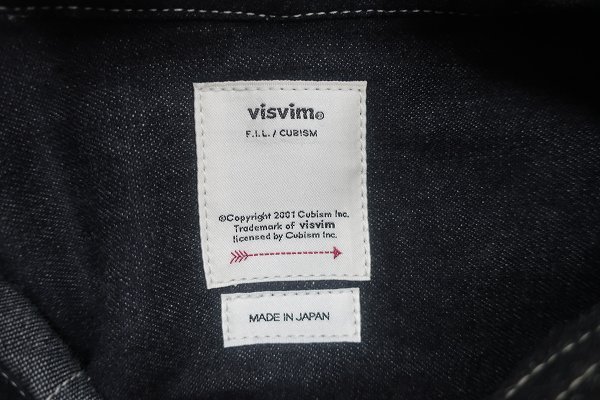 visvim®
F.I.L. / CUBISM
©Copyright 2001 Cubism Inc.
Trademark of visvim
licensed by Cubism Inc.
MADE IN JAPAN